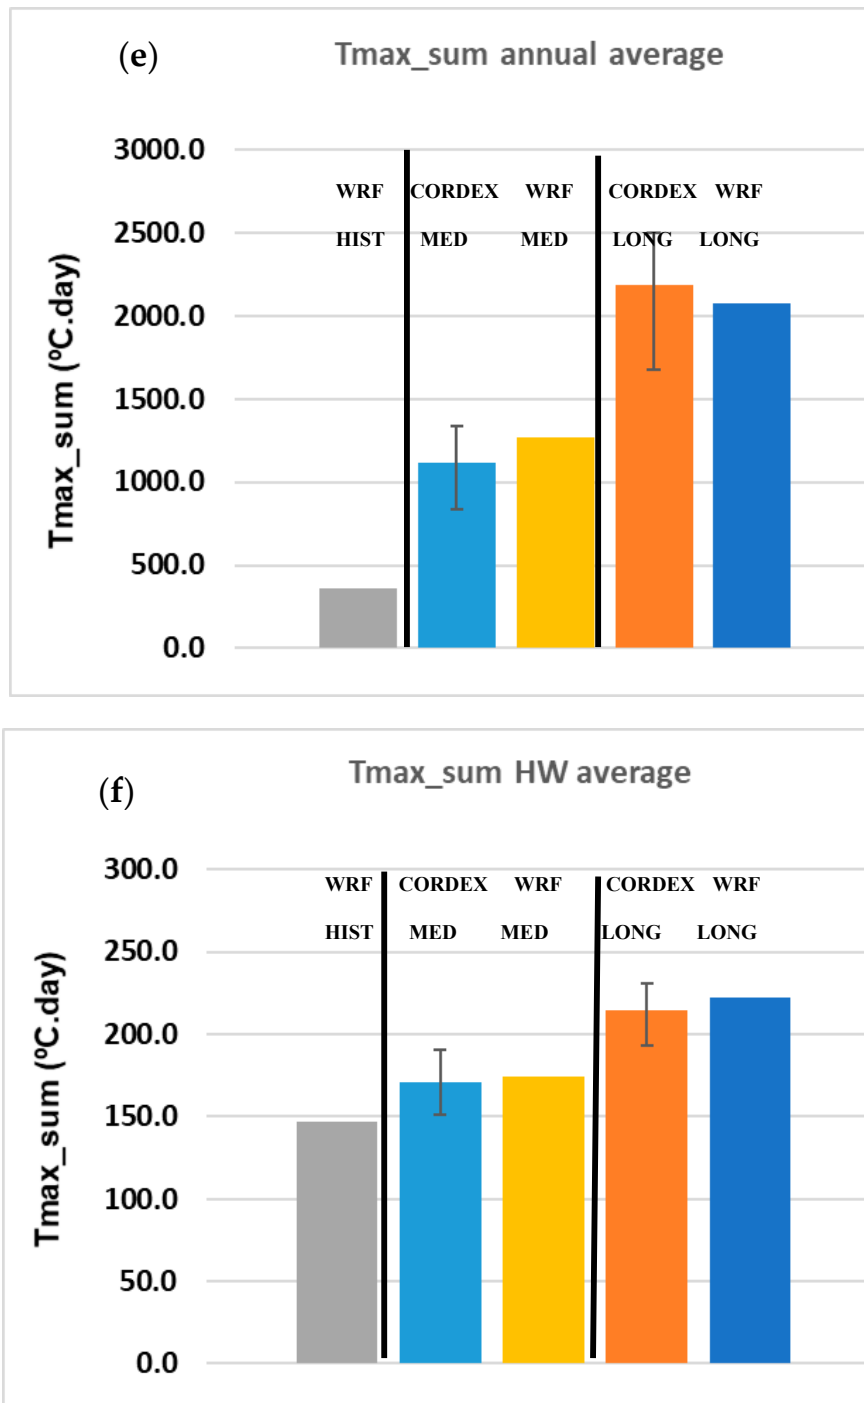 (e)
Tmax_sum annual average
3000.0
WRF CORDEX WRF CORDEX WRF
2500.0
HIST MED MED LONG LONG
2000.0
1500.0
1000.0
500.0
0.0
Tmax_sum (ºC.day)
Tmax_sum HW average
(f)
300.0
WRF CORDEX WRF CORDEX WRF
HIST MED MED LONG LONG
250.0
200.0
150.0
100.0
50.0
0.0
Tmax_sum (ºC.day)